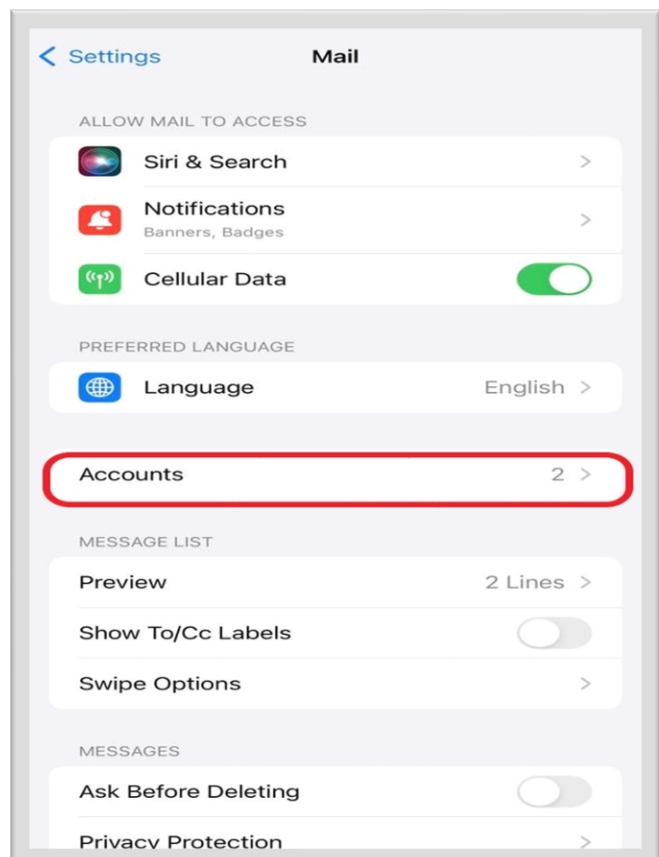 Settings
Mail
ALLOW MAIL TO ACCESS
Siri & Search
Notifications
Banners, Badges
Cellular Data
PREFERRED LANGUAGE
Language English
Accounts 2
MESSAGE LIST
Preview 2 Lines
Show To/Cc Labels
Swipe Options
MESSAGES
Ask Before Deleting
Privacy Protection